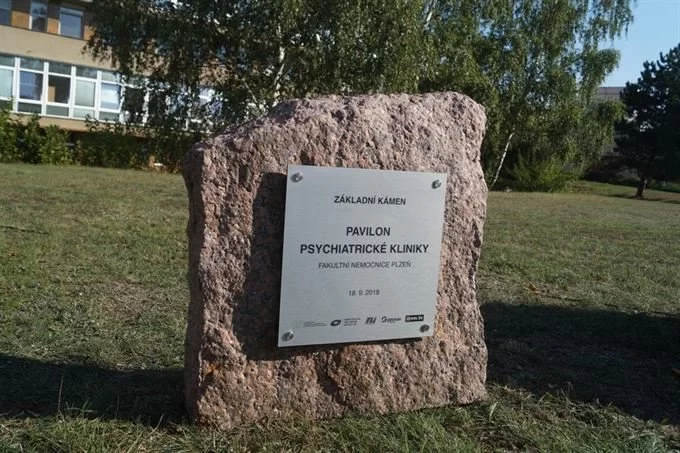 ZÁKLADNÍ KÁMEN
PAVILON
PSYCHIATRICKÉ KLINIKY
FAKULTNÍ NEMOCNICE PLZEŇ
18. 9. 2018